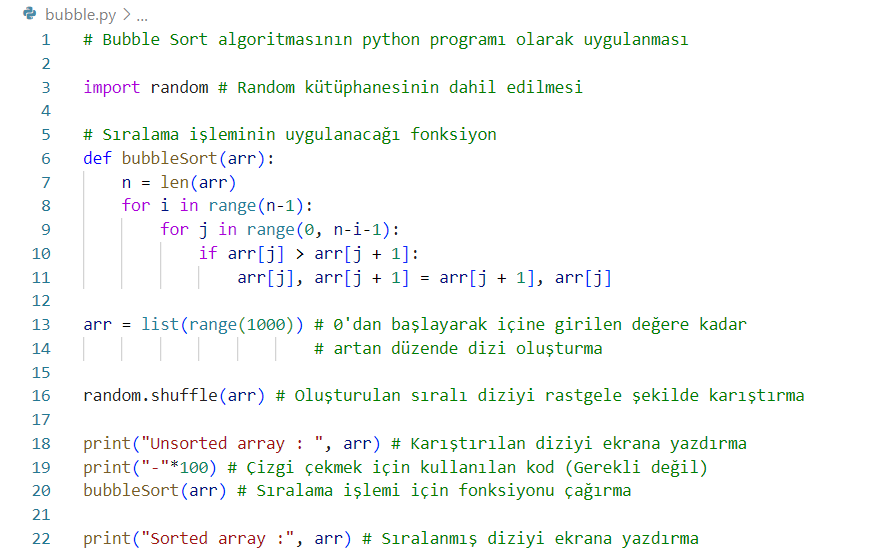 bubble.py > ...
1 # Bubble Sort algoritmasının python programı olarak uygulanması
2
3 import random # Random kütüphanesinin dahil edilmesi
4
5 # Sıralama işleminin uygulanacağı fonksiyon
6 def bubbleSort(arr):
7     n = len(arr)
8     for i in range(n-1):
9         for j in range(0, n-i-1):
10             if arr[j] > arr[j + 1]:
11                 arr[j], arr[j + 1] = arr[j + 1], arr[j]
12
13 arr = list(range(1000)) # 0'dan başlayarak içine girilen değere kadar
14                         # artan düzende dizi oluşturma
15
16 random.shuffle(arr) # Oluşturulan sıralı diziyi rastgele şekilde karıştırma
17
18 print("Unsorted array : ", arr) # Karıştırılan diziyi ekrana yazdırma
19 print("-"*100) # Çizgi çekmek için kullanılan kod (Gerekli değil)
20 bubbleSort(arr) # Sıralama işlemi için fonksiyonu çağırma
21
22 print("Sorted array :", arr) # Sıralanmış diziyi ekrana yazdırma